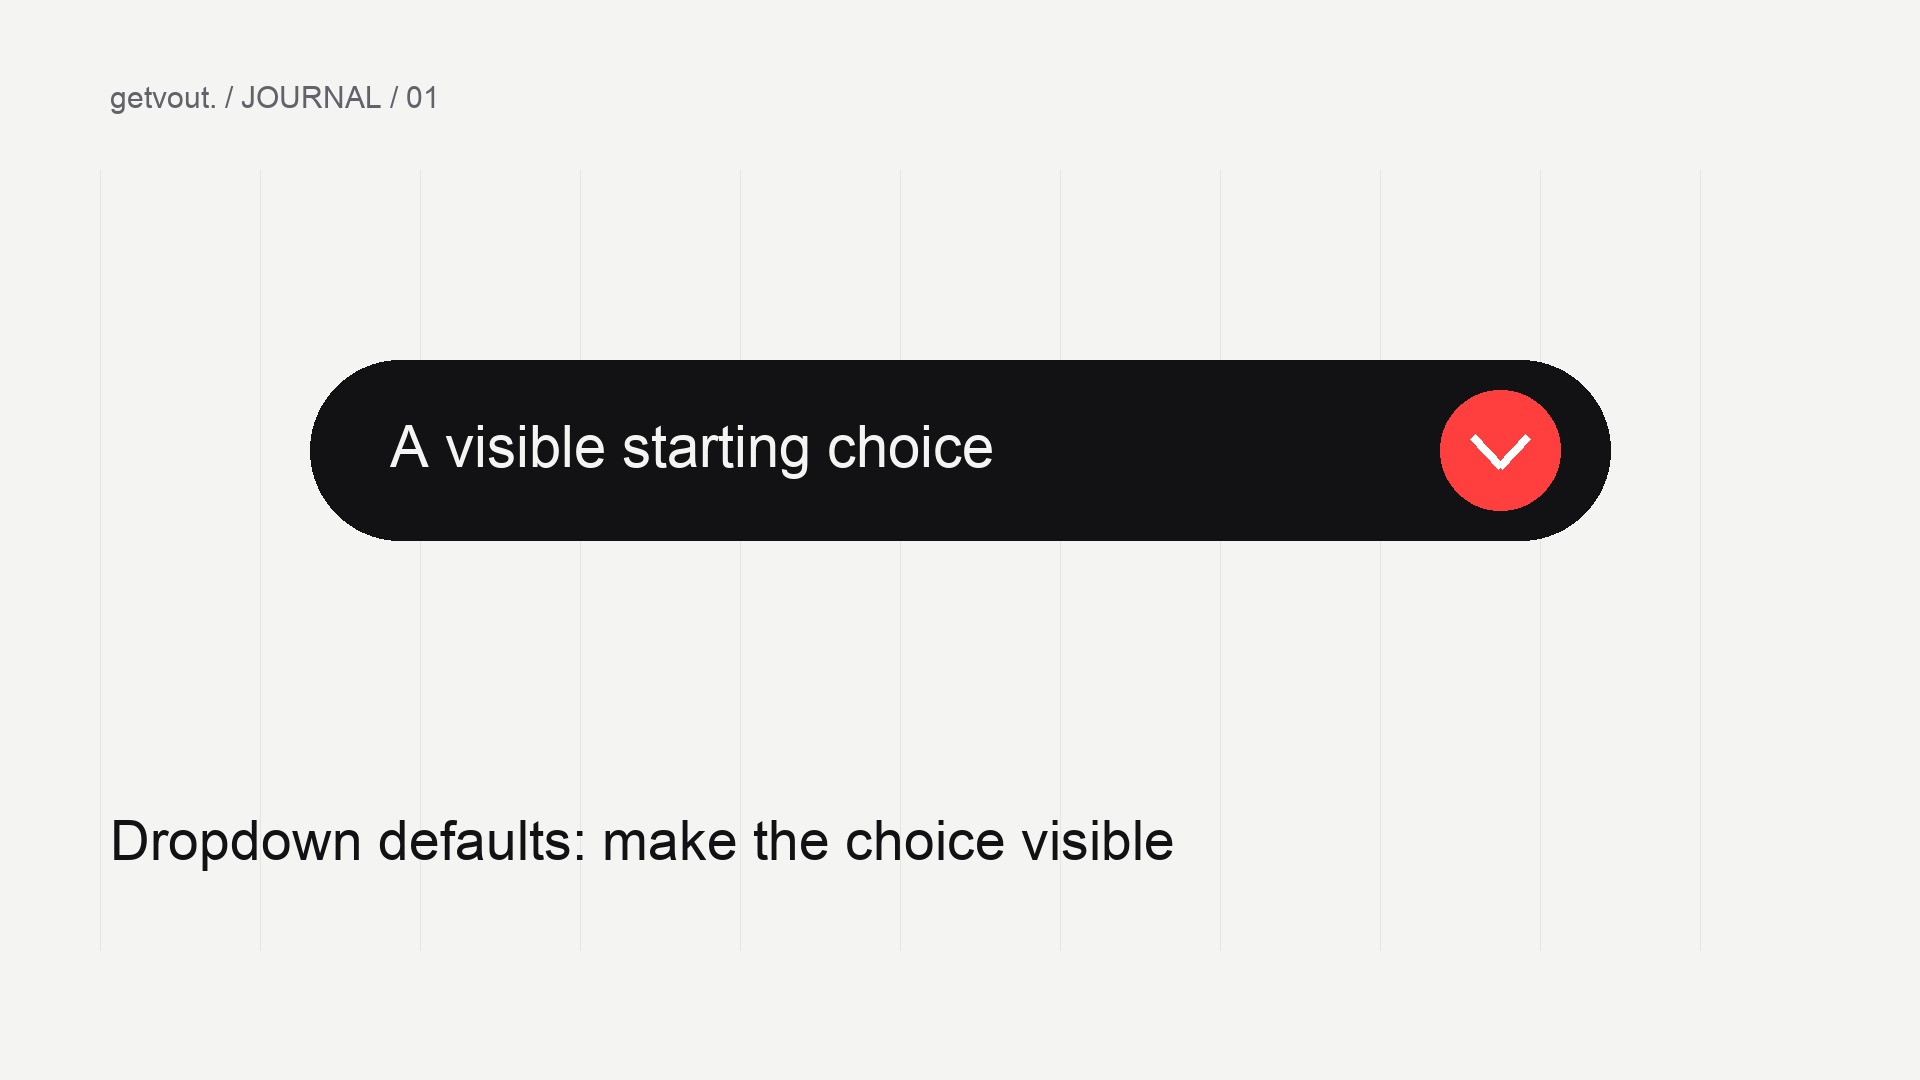 getvout. / JOURNAL / 01
A visible starting choice
Dropdown defaults: make the choice visible